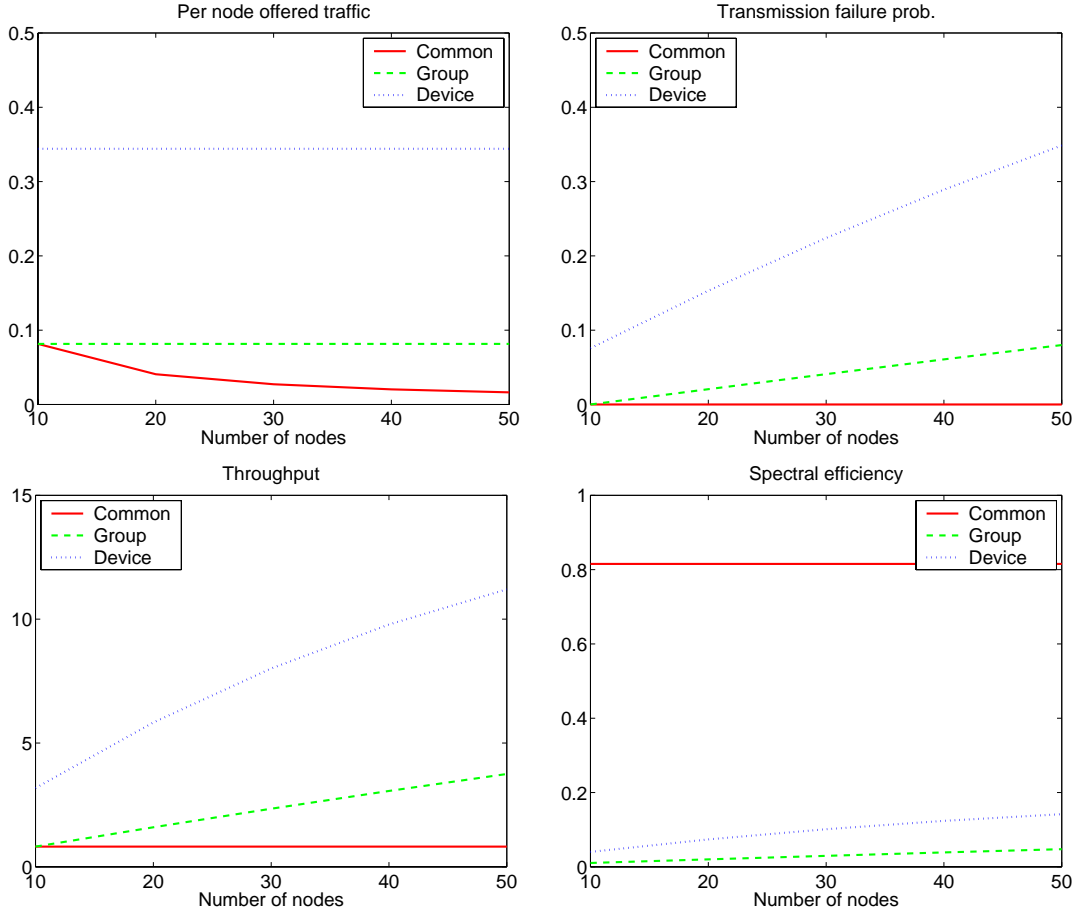 Per node offered traffic
0.5
0.4
0.3
0.2
0.1
0
10
20
30
40
50
Number of nodes
Common
Group
Device
Transmission failure prob.
0.5
0.4
0.3
0.2
0.1
0
10
20
30
40
50
Number of nodes
Common
Group
Device
Throughput
15
10
5
0
10
20
30
40
50
Number of nodes
Common
Group
Device
Spectral efficiency
1
0.8
0.6
0.4
0.2
0
10
20
30
40
50
Number of nodes
Common
Group
Device